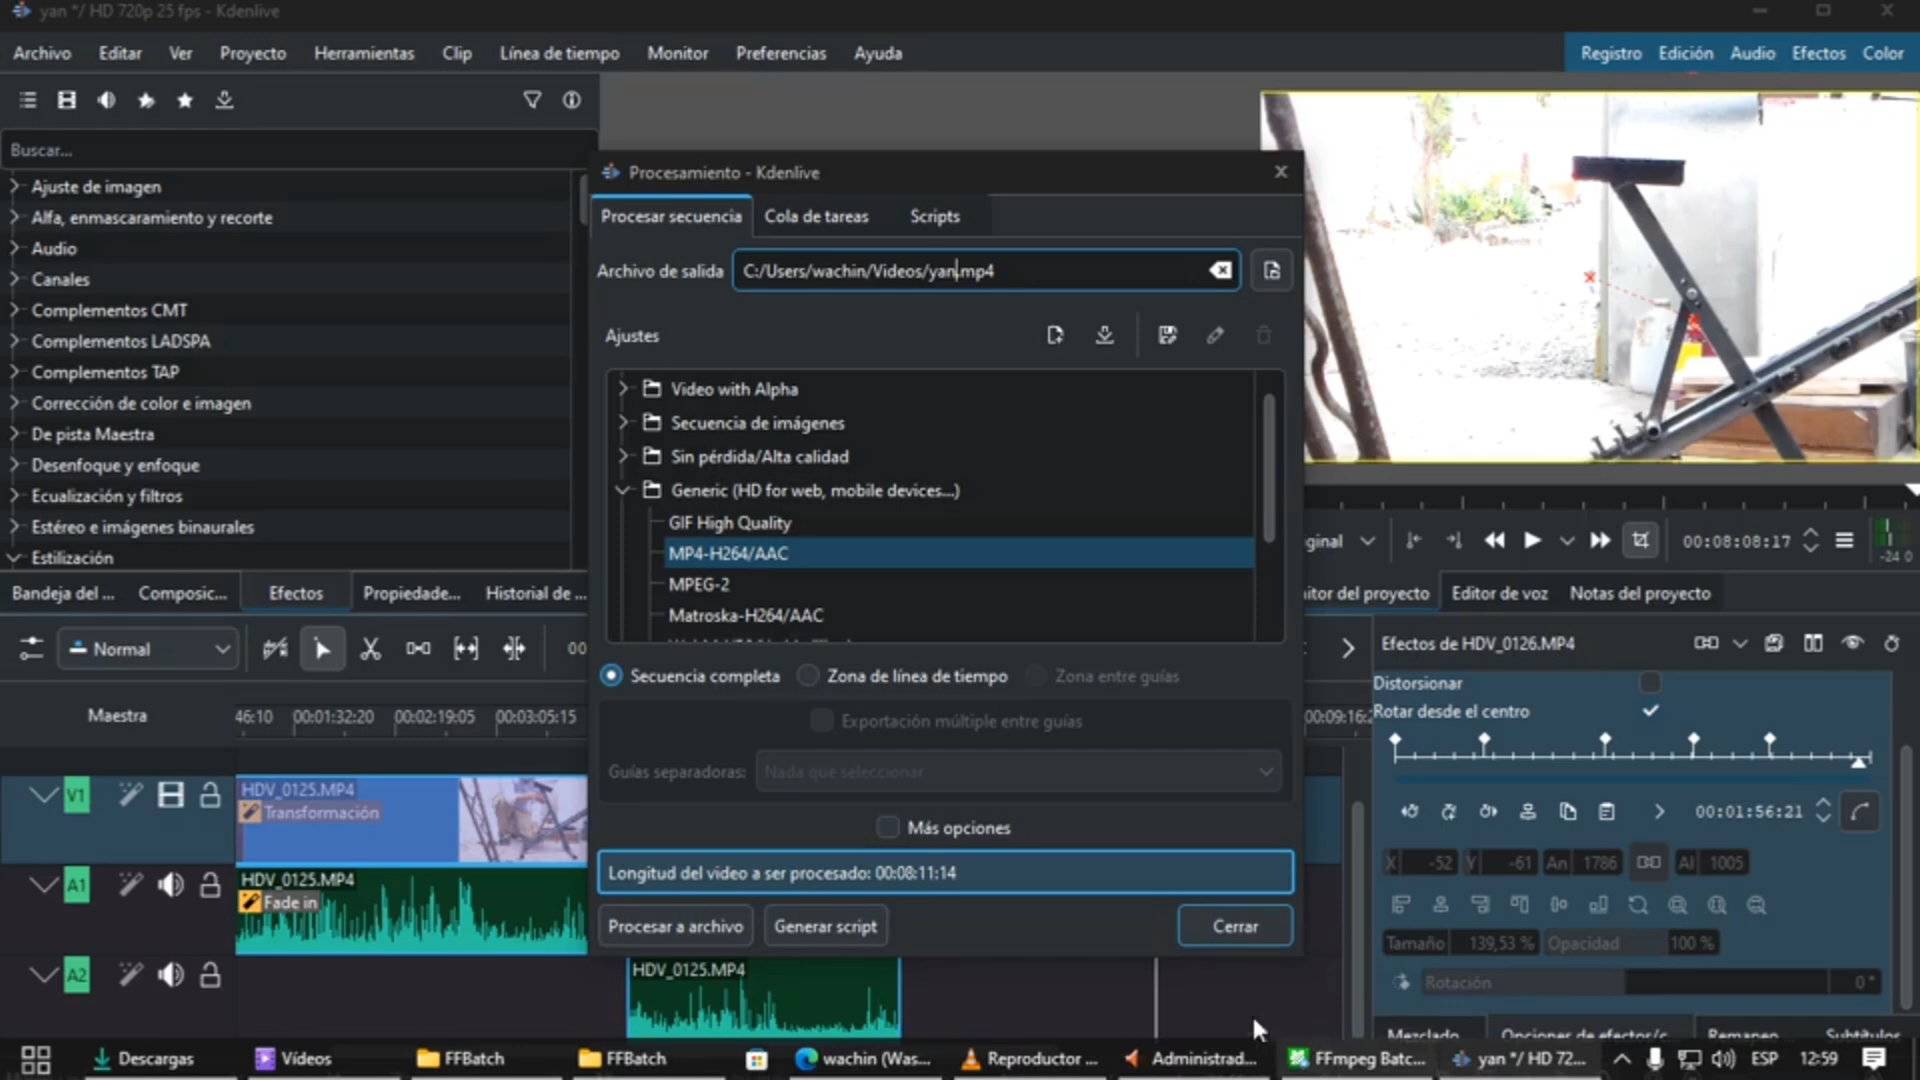 yan */ HD 720p 25 fps - Kdenlive
Archivo Editar Ver Proyecto Herramientas Clip Línea de tiempo Monitor Preferencias Ayuda
Registro Edición Audio Efectos Color
Buscar...
Ajuste de imagen
Alfa, enmascaramiento y recorte
Audio
Canales
Complementos CMT
Complementos LADSPA
Complementos TAP
Corrección de color e imagen
De pista Maestra
Desenfoque y enfoque
Ecualización y filtros
Estéreo e imágenes binaurales
Estilización
Bandeja del ... Composic... Efectos Propiedade... Historial de ...
Procesamiento - Kdenlive
Procesar secuencia Cola de tareas Scripts
Archivo de salida C:/Users/wachin/Videos/yan.mp4
Ajustes
Video with Alpha
Secuencia de imágenes
Sin pérdida/Alta calidad
Generic (HD for web, mobile devices...)
GIF High Quality
MP4-H264/AAC
MPEG-2
Matroska-H264/AAC
Secuencia completa Zona de línea de tiempo Zona entre guías
Exportación múltiple entre guías
Guías separadoras: Nada que seleccionar
Más opciones
Longitud del video a ser procesado: 00:08:11:14
Procesar a archivo Generar script Cerrar
ginal 00:08:08:17 -24 0
itor del proyecto Editor de voz Notas del proyecto
Normal 00
Maestra 46:10 00:01:32:20 00:02:19:05 00:03:05:15 00:09:16:2
V1 HDV_0125.MP4
Transformación
A1 HDV_0125.MP4
Fade in
A2 HDV_0125.MP4
Efectos de HDV_0126.MP4
Distorsionar
Rotar desde el centro
00:01:56:21
X -52 Y -61 An 1786 Al 1005
Tamaño 139,53 % Opacidad 100 %
Rotación 0°
Mezclado Opciones de efecto/c... Remapeo Subtítulos
Descargas Vídeos FFBatch FFBatch wachin (Was... Reproductor ... Administrad... FFmpeg Batc... yan */ HD 72... ESP 12:59